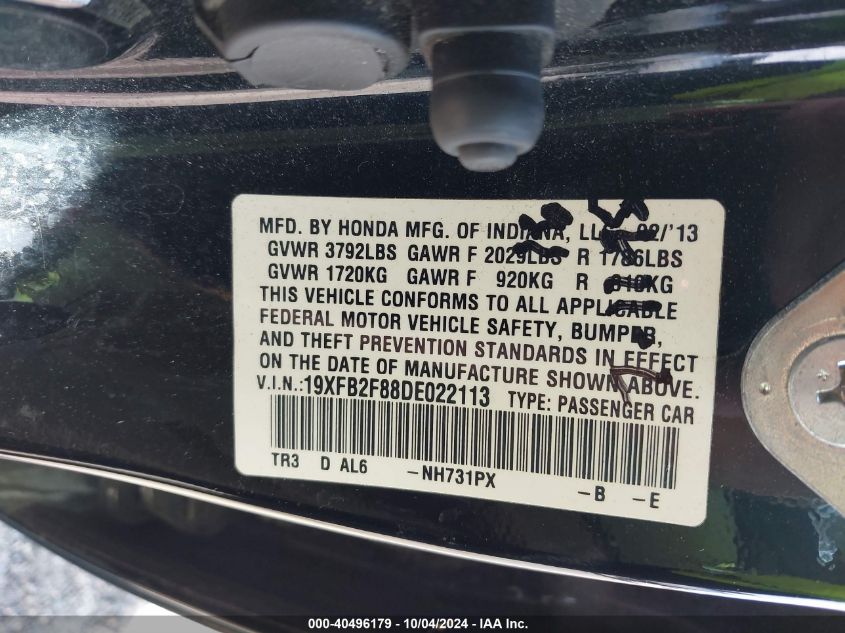 MFD. BY HONDA MFG. OF INDIANA, 02/'13
GVWR 3792LBS GAWR F 2029LBS R 1786LBS
GVWR 1720KG GAWR F 920KG R
THIS VEHICLE CONFORMS TO ALL APPLICABLE
FEDERAL MOTOR VEHICLE SAFETY, BUMPER,
AND THEFT PREVENTION STANDARDS IN EFFECT
ON THE DATE OF MANUFACTURE SHOWN ABOVE.
V.I.N.: 19XFB2F88DE022113 TYPE: PASSENGER CAR
TR3 D AL6 -NH731PX -B -E
000-40496179 - 10/04/2024 - IAA Inc.